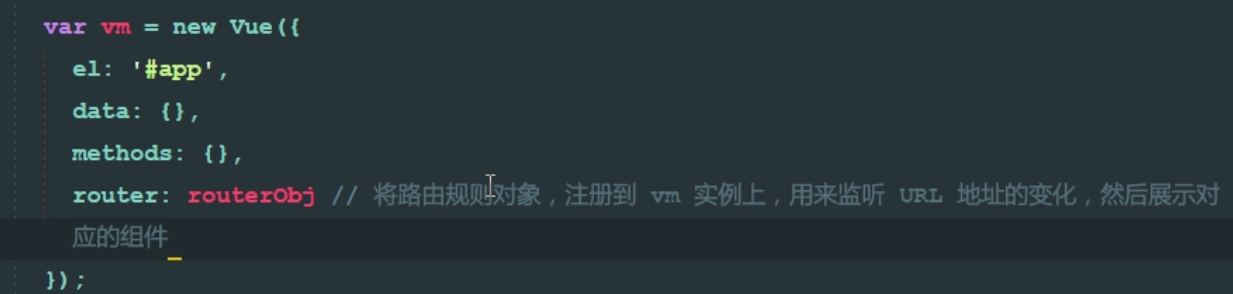 var vm = new Vue({
el: '#app',
data: {},
methods: {},
router: routerObj // 将路由规则对象，注册到 vm 实例上，用来监听 URL 地址的变化，然后展示对
应的组件
});